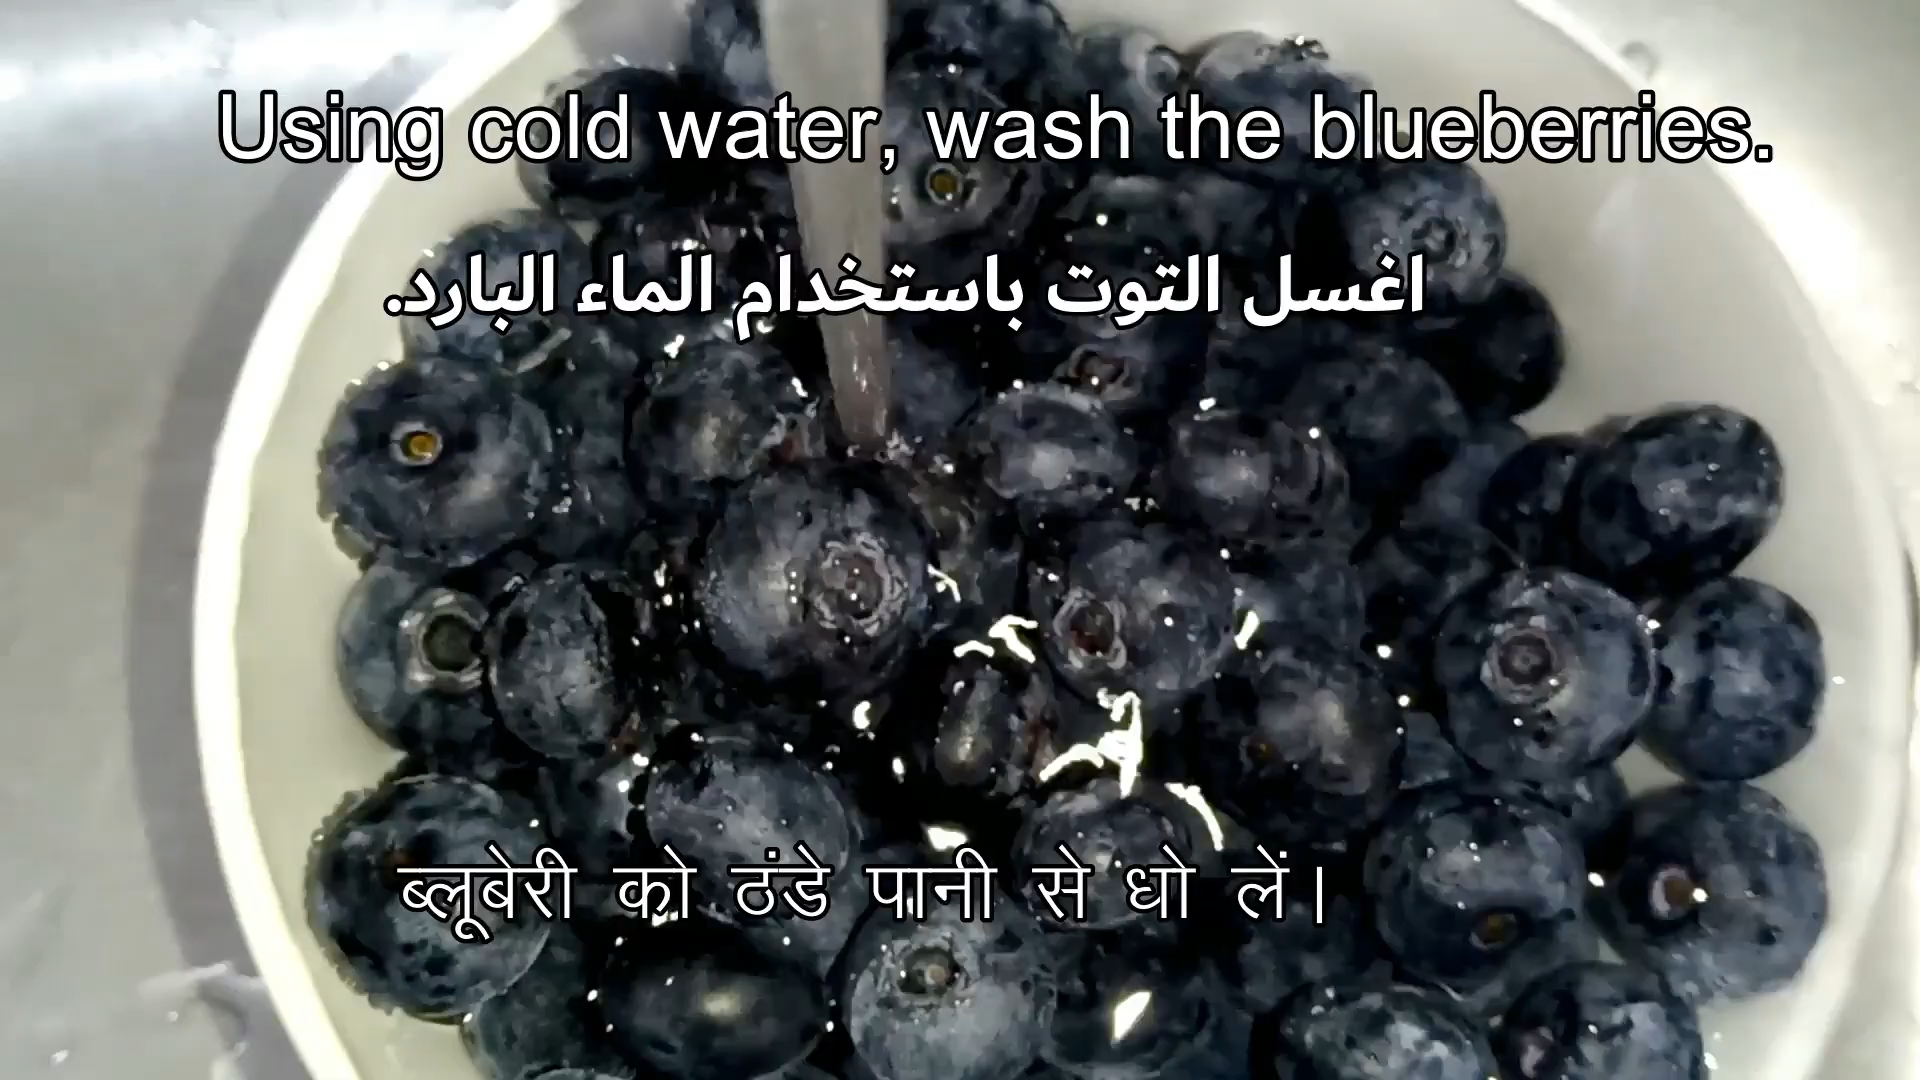 Using cold water, wash the blueberries.
اغسل التوت باستخدام الماء البارد.
ब्लूबेरी को ठंडे पानी से धो लें।